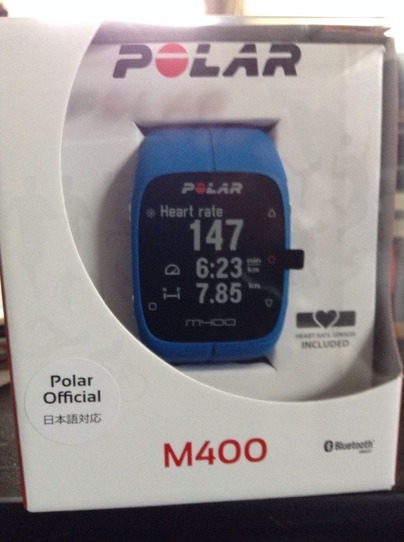 POLAR
POLAR
Heart rate
147
6:23 min/km
7.85 km
M400
HEART RATE SENSOR
INCLUDED
Polar
Official
日本語対応
M400
Bluetooth